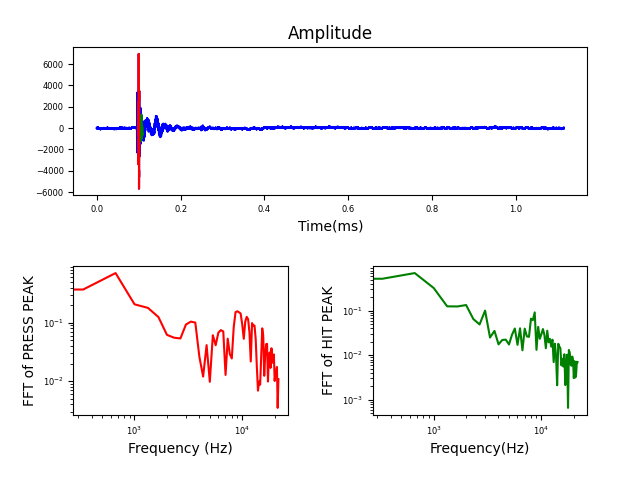 Amplitude
6000
4000
2000
0
−2000
−4000
−6000
0.0 0.2 0.4 0.6 0.8 1.0
Time(ms)
FFT of PRESS PEAK
10⁻¹
10⁻²
10³ 10⁴
Frequency (Hz)
FFT of HIT PEAK
10⁻¹
10⁻²
10⁻³
10³ 10⁴
Frequency(Hz)